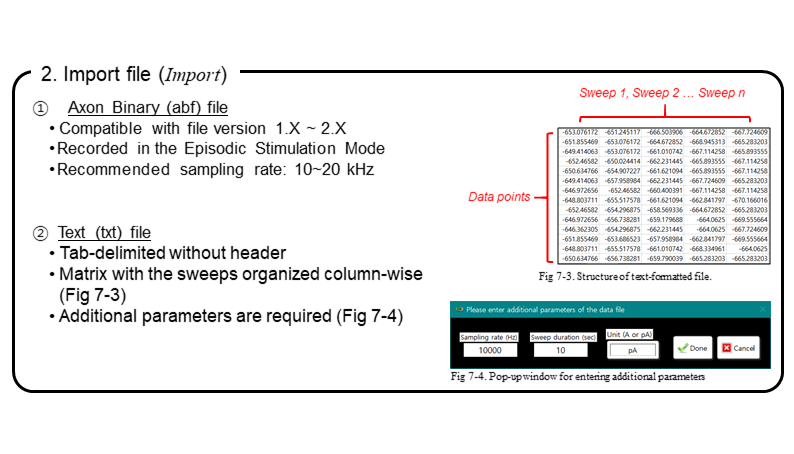 2. Import file (Import)
① Axon Binary (abf) file
• Compatible with file version 1.X ~ 2.X
• Recorded in the Episodic Stimulation Mode
• Recommended sampling rate: 10~20 kHz
② Text (txt) file
• Tab-delimited without header
• Matrix with the sweeps organized column-wise
(Fig 7-3)
• Additional parameters are required (Fig 7-4)
Sweep 1, Sweep 2 … Sweep n
Data points
-653.076172 -651.245117 -666.503906 -664.672852 -667.724609
-651.855469 -653.076172 -664.672852 -668.945313 -665.283203
-649.414063 -653.076172 -661.010742 -667.114258 -665.893555
-652.46582 -650.024414 -662.231445 -665.893555 -667.114258
-650.634766 -654.907227 -661.621094 -665.893555 -667.114258
-649.414063 -657.958984 -662.231445 -667.724609 -665.283203
-646.972656 -652.46582 -660.400391 -667.114258 -667.114258
-648.803711 -655.517578 -661.621094 -662.841797 -670.166016
-652.46582 -654.296875 -658.569336 -664.672852 -665.283203
-646.972656 -656.738281 -659.179688 -664.0625 -669.555664
-646.362305 -654.296875 -662.231445 -664.0625 -667.724609
-651.855469 -653.686523 -657.958984 -662.841797 -669.555664
-648.803711 -655.517578 -661.010742 -668.334961 -664.0625
-650.634766 -656.738281 -659.790039 -665.283203 -665.283203
Fig 7-3. Structure of text-formatted file.
Please enter additional parameters of the data file
Sampling rate (Hz) Sweep duration (sec) Unit (A or pA)
10000 10 pA Done Cancel
Fig 7-4. Pop-up window for entering additional parameters